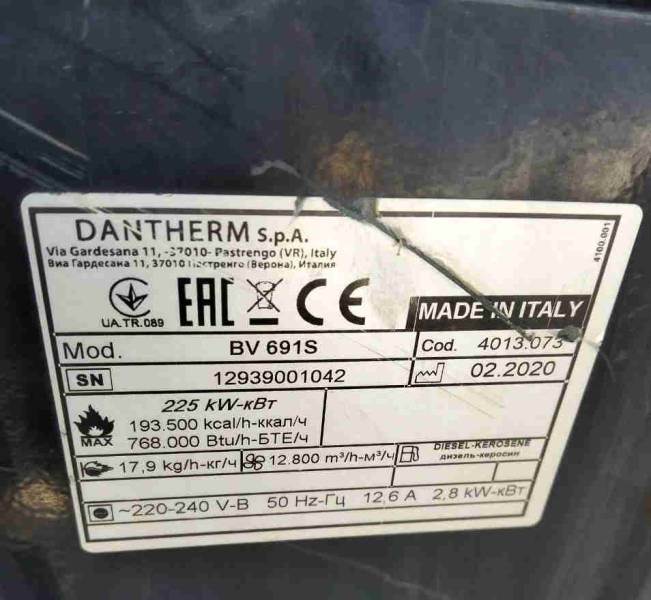 DANTHERM S.p.A.
Via Gardesana 11, -37010- Pastrengo (VR), Italy
Виа Гардесана 11, 37010 (Верона), Италия
4160.001
UA.TR.089
EAC CE
MADE IN ITALY
Mod. BV 691S
Cod. 4013.073
SN 12939001042
02.2020
MAX
225 kW-кВт
193.500 kcal/h-ккал/ч
768.000 Btu/h-БТЕ/ч
17,9 kg/h-кг/ч
12.800 m³/h-м³/ч
DIESEL-KEROSENE
дизель-керосин
~220-240 V-В 50 Hz-Гц 12,6 A 2,8 kW-кВт